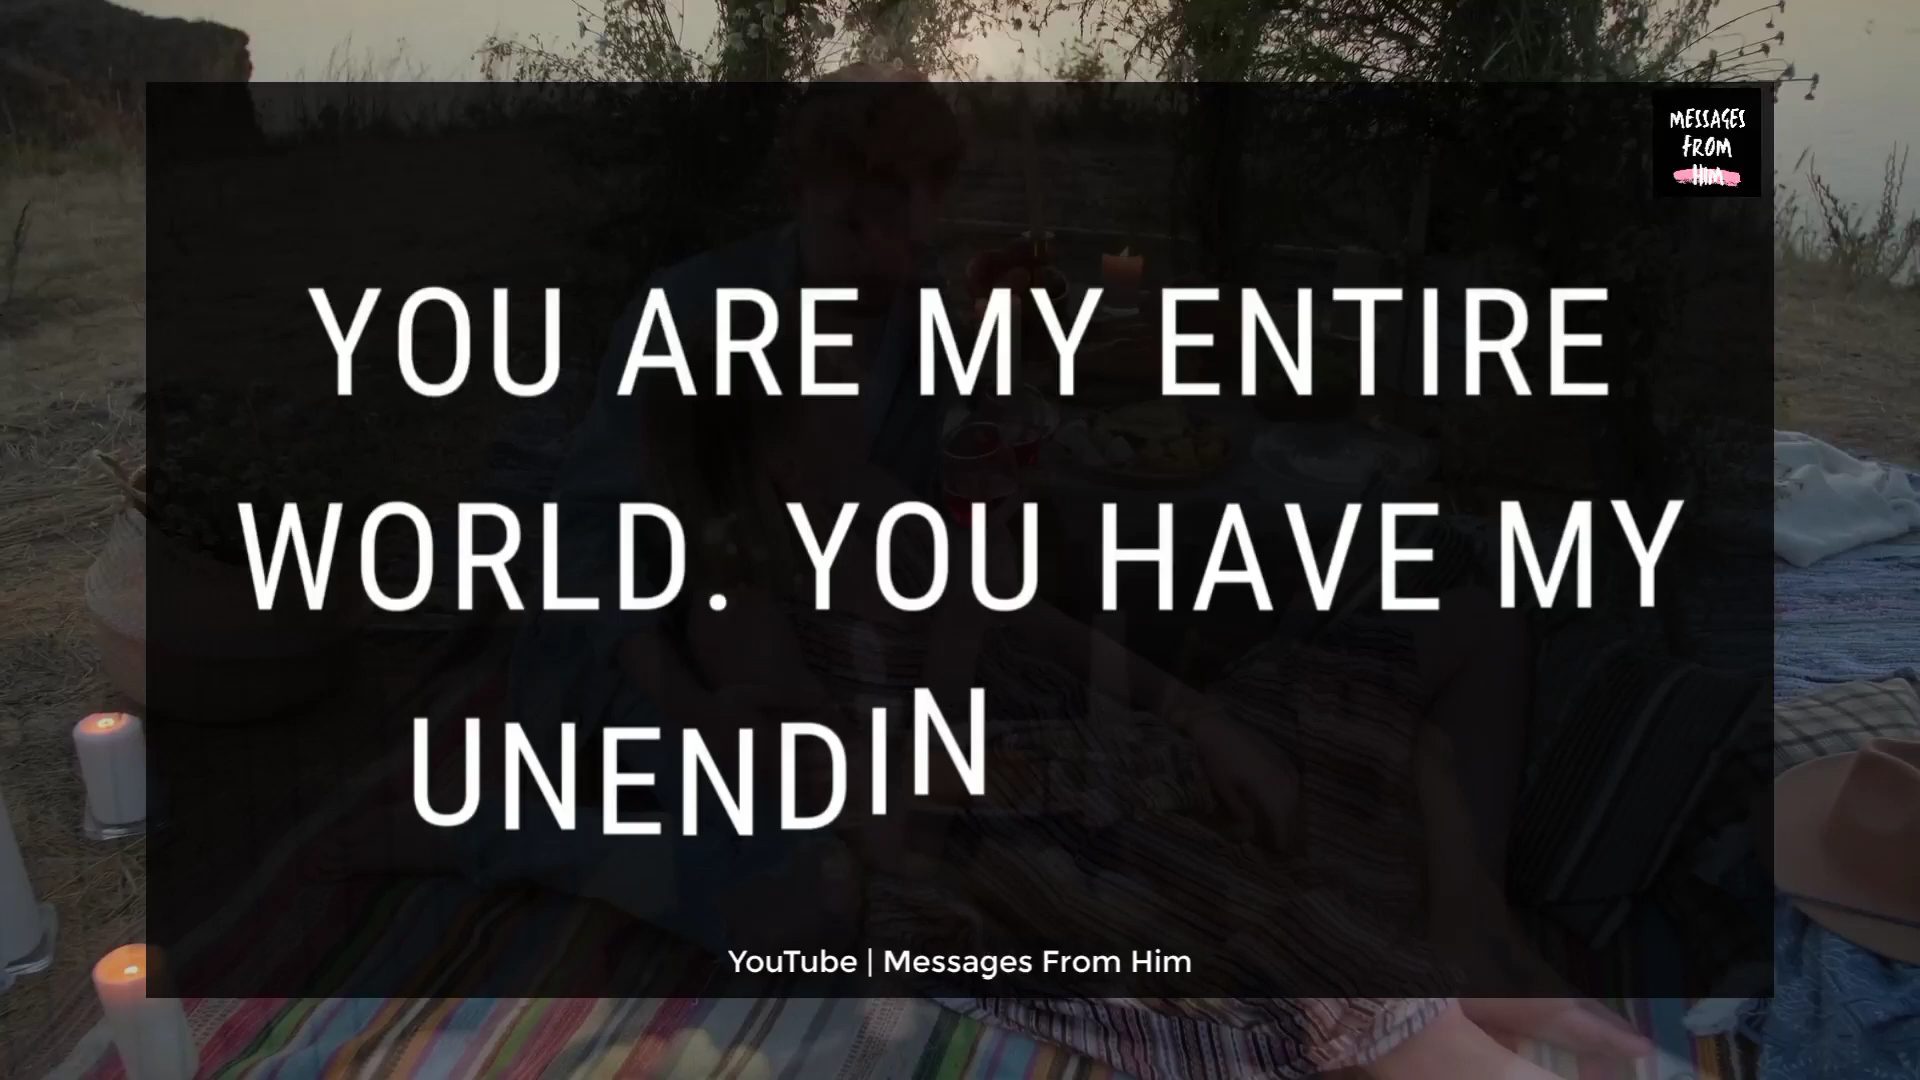 MESSAGES
FROM
HIM
YOU ARE MY ENTIRE
WORLD. YOU HAVE MY
UNENDIN
YouTube | Messages From Him